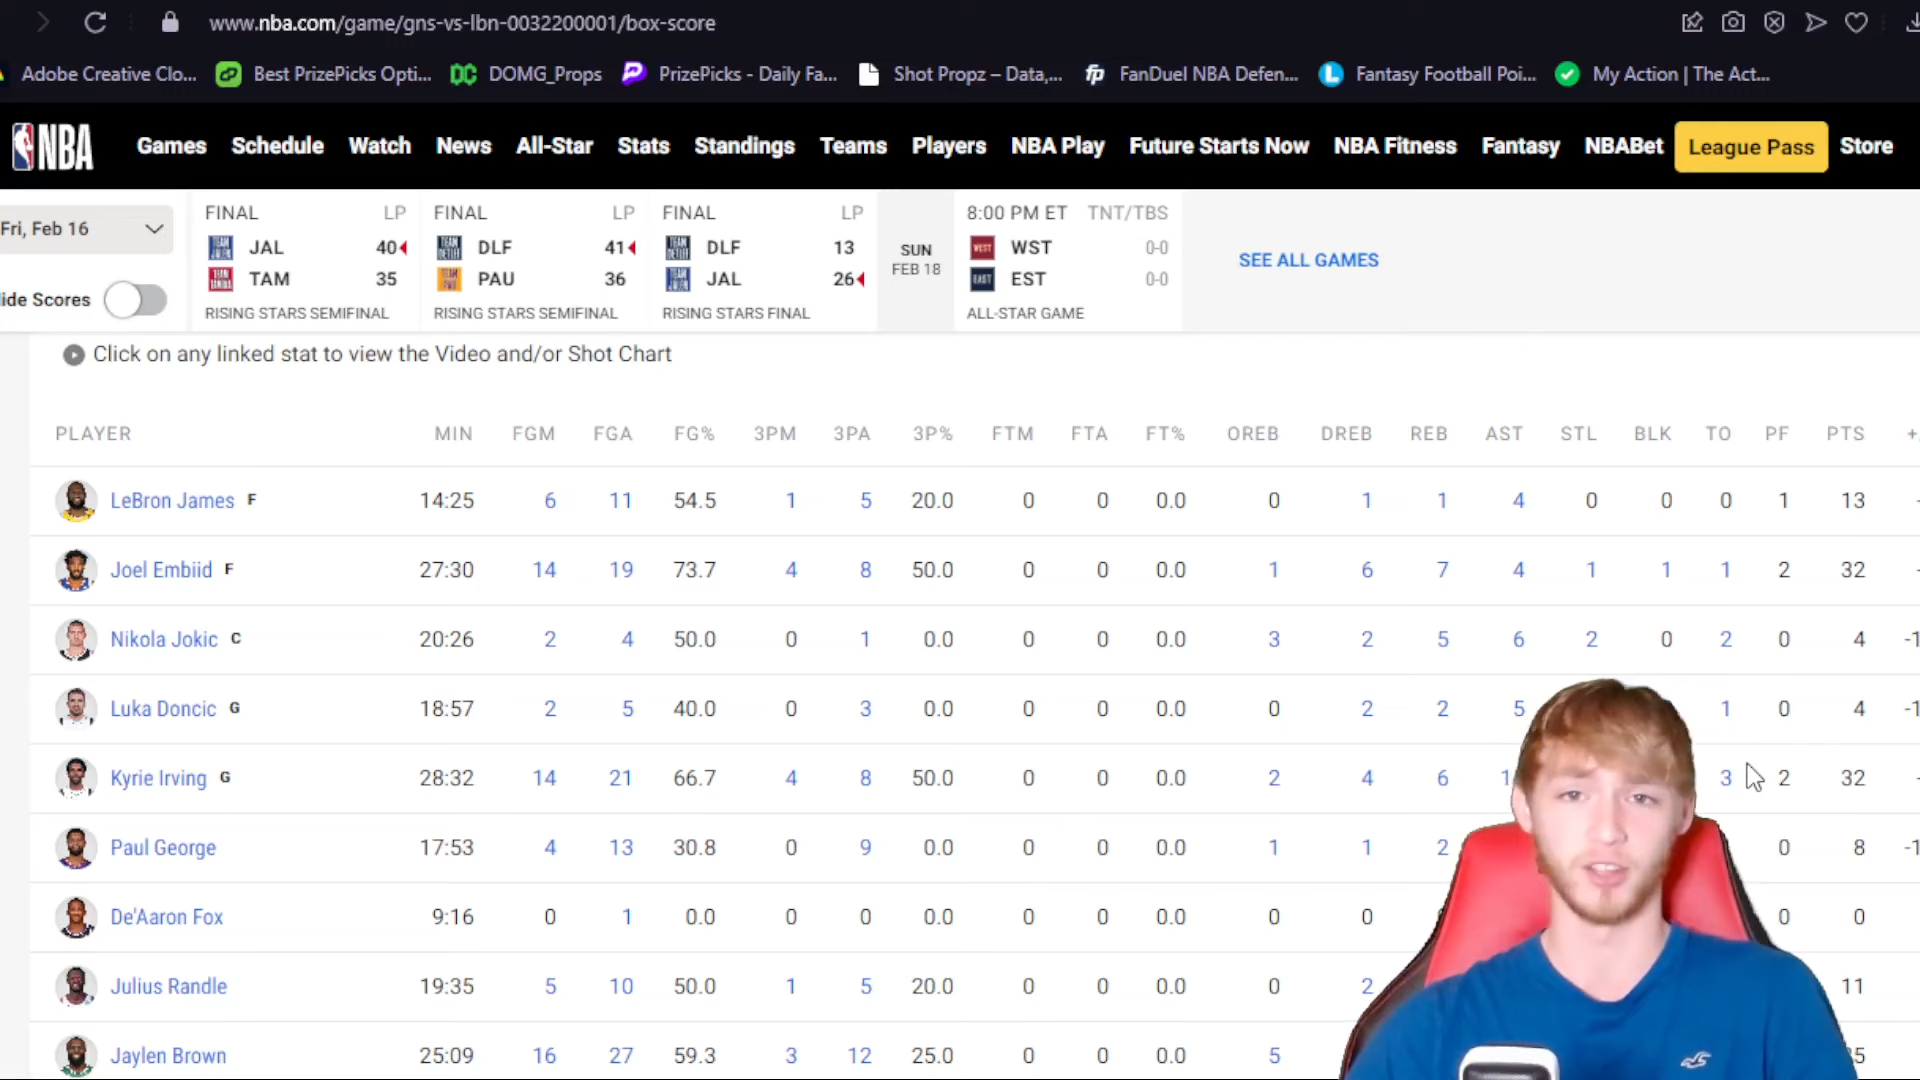 www.nba.com/game/gns-vs-lbn-0032200001/box-score
Adobe Creative Clo... Best PrizePicks Opti... DC DOMG_Props PrizePicks - Daily Fa... Shot Propz – Data,... fp FanDuel NBA Defen... L Fantasy Football Poi... My Action | The Act...
NBA Games Schedule Watch News All-Star Stats Standings Teams Players NBA Play Future Starts Now NBA Fitness Fantasy NBABet League Pass Store
FINAL LP FINAL LP FINAL LP 8:00 PM ET TNT/TBS
Fri, Feb 16 JAL 40 DLF 41 DLF 13 SUN WST 0-0
FEB 18 SEE ALL GAMES
TAM 35 PAU 36 JAL 26 EST 0-0
ide Scores RISING STARS SEMIFINAL RISING STARS SEMIFINAL RISING STARS FINAL ALL-STAR GAME
Click on any linked stat to view the Video and/or Shot Chart
PLAYER MIN FGM FGA FG% 3PM 3PA 3P% FTM FTA FT% OREB DREB REB AST STL BLK TO PF PTS
LeBron James F 14:25 6 11 54.5 1 5 20.0 0 0 0.0 0 1 1 4 0 0 0 1 13
Joel Embiid F 27:30 14 19 73.7 4 8 50.0 0 0 0.0 1 6 7 4 1 1 1 2 32
Nikola Jokic C 20:26 2 4 50.0 0 1 0.0 0 0 0.0 3 2 5 6 2 0 2 0 4 -1
Luka Doncic G 18:57 2 5 40.0 0 3 0.0 0 0 0.0 0 2 2 5 1 0 4 -1
Kyrie Irving G 28:32 14 21 66.7 4 8 50.0 0 0 0.0 2 4 6 1 3 2 32
Paul George 17:53 4 13 30.8 0 9 0.0 0 0 0.0 1 1 2 0 8 -1
De'Aaron Fox 9:16 0 1 0.0 0 0 0.0 0 0 0.0 0 0 0 0
Julius Randle 19:35 5 10 50.0 1 5 20.0 0 0 0.0 0 2 11
Jaylen Brown 25:09 16 27 59.3 3 12 25.0 0 0 0.0 5 5